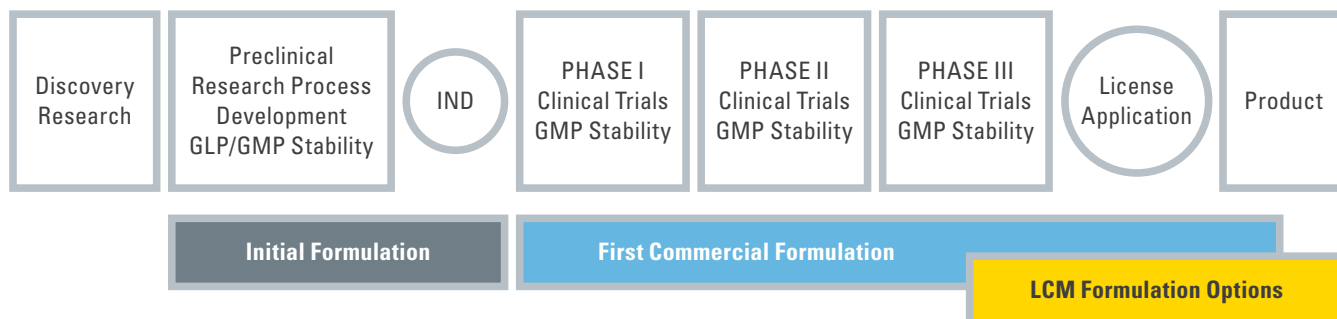 Discovery
Research
Preclinical
Research Process
Development
GLP/GMP Stability
IND
PHASE I
Clinical Trials
GMP Stability
PHASE II
Clinical Trials
GMP Stability
PHASE III
Clinical Trials
GMP Stability
License
Application
Product
Initial Formulation
First Commercial Formulation
LCM Formulation Options